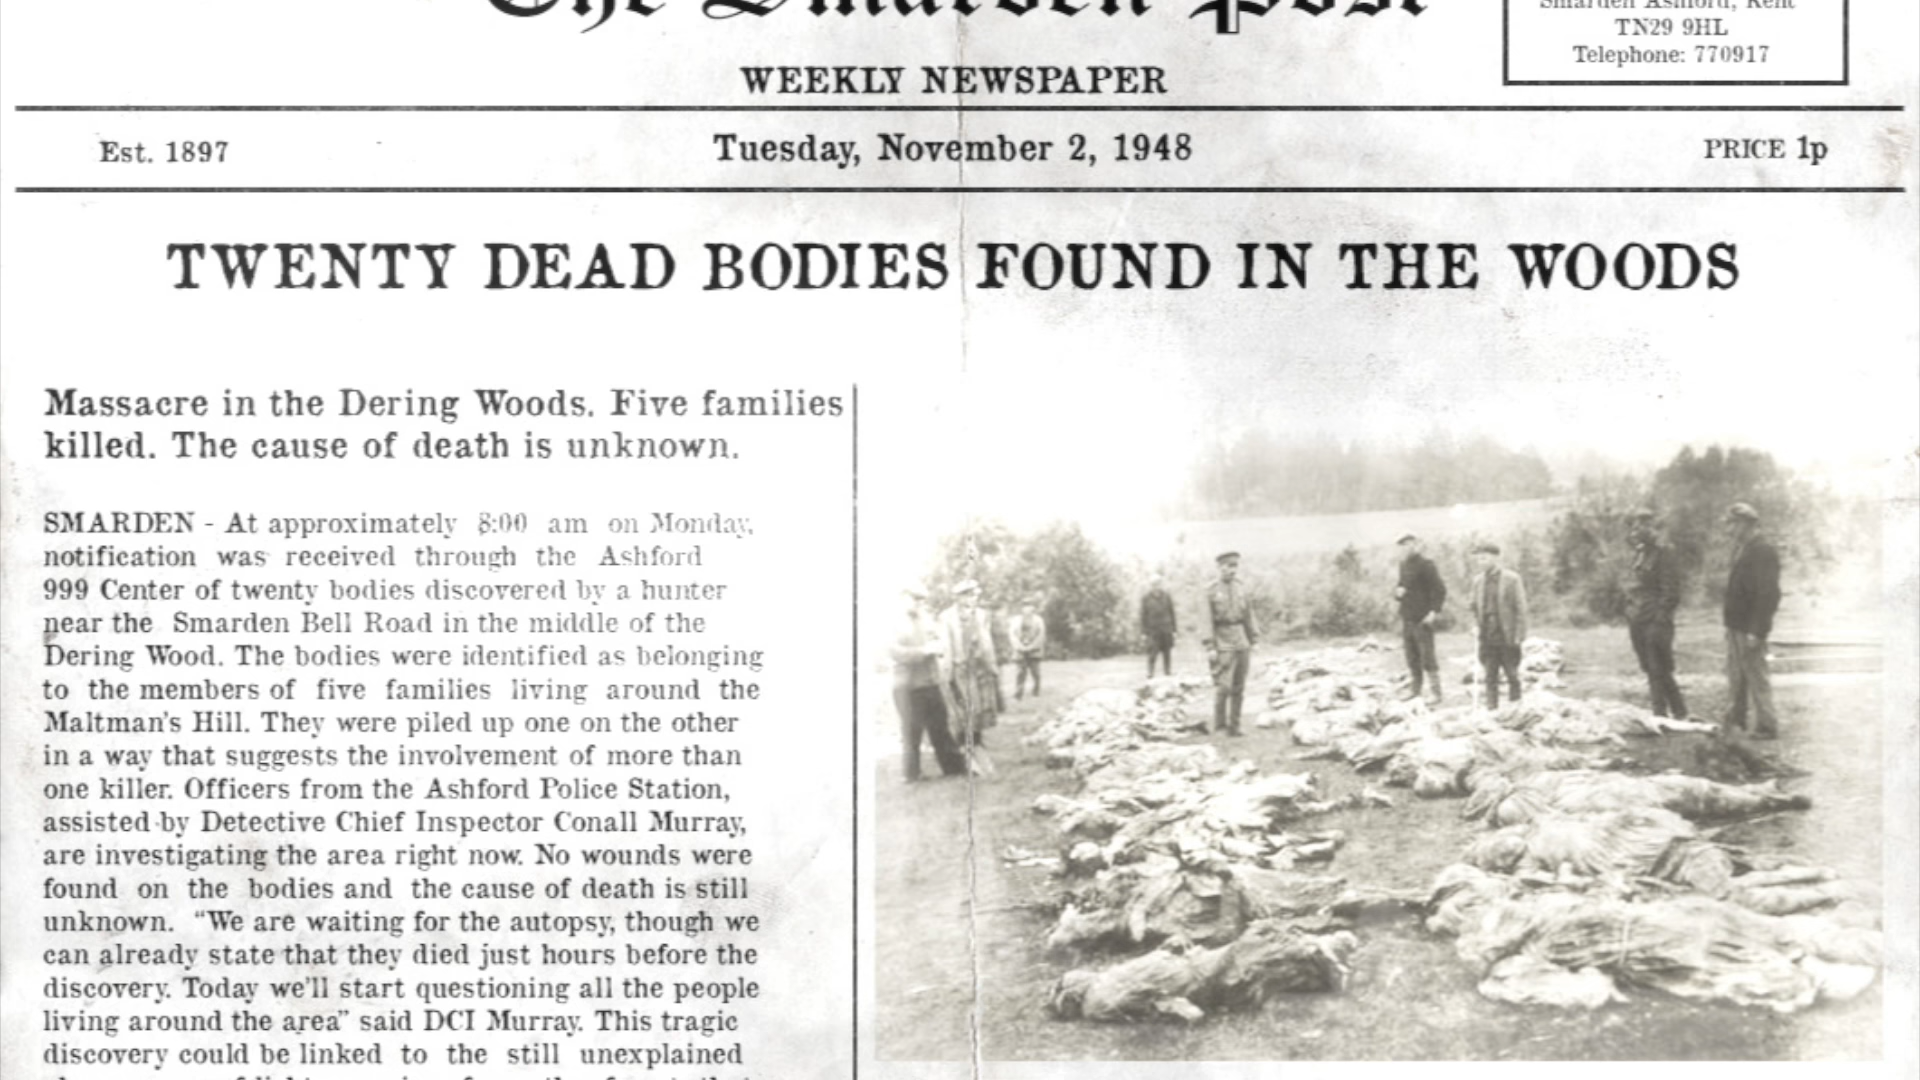 The Smarden Post
Smarden Ashford, Kent
TN29 9HL
Telephone: 770917
WEEKLY NEWSPAPER
Est. 1897
Tuesday, November 2, 1948
PRICE 1p
TWENTY DEAD BODIES FOUND IN THE WOODS
Massacre in the Dering Woods. Five families
killed. The cause of death is unknown.
SMARDEN - At approximately 8:00 am on Monday,
notification was received through the Ashford
999 Center of twenty bodies discovered by a hunter
near the Smarden Bell Road in the middle of the
Dering Wood. The bodies were identified as belonging
to the members of five families living around the
Maltman's Hill. They were piled up one on the other
in a way that suggests the involvement of more than
one killer. Officers from the Ashford Police Station,
assisted by Detective Chief Inspector Conall Murray,
are investigating the area right now. No wounds were
found on the bodies and the cause of death is still
unknown. “We are waiting for the autopsy, though we
can already state that they died just hours before the
discovery. Today we'll start questioning all the people
living around the area” said DCI Murray. This tragic
discovery could be linked to the still unexplained